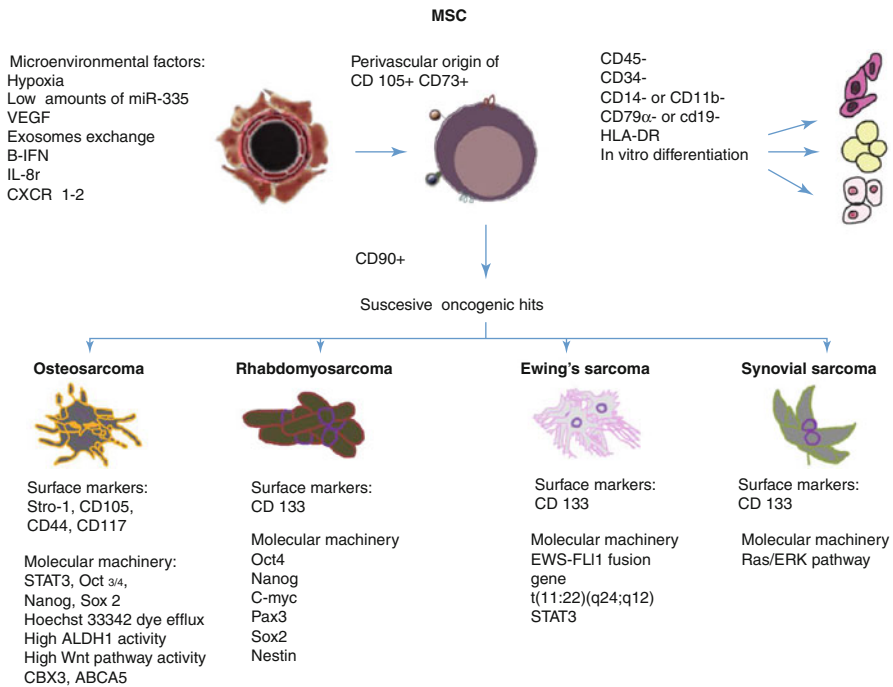 MSC
Microenvironmental factors:
Hypoxia
Low amounts of miR-335
VEGF
Exosomes exchange
B-IFN
IL-8r
CXCR 1-2
Perivascular origin of
CD 105+ CD73+
CD45-
CD34-
CD14- or CD11b-
CD79α- or cd19-
HLA-DR
In vitro differentiation
CD90+
Suscesive oncogenic hits
Osteosarcoma
Surface markers:
Stro-1, CD105,
CD44, CD117
Molecular machinery:
STAT3, Oct 3/4,
Nanog, Sox 2
Hoechst 33342 dye efflux
High ALDH1 activity
High Wnt pathway activity
CBX3, ABCA5
Rhabdomyosarcoma
Surface markers:
CD 133
Molecular machinery
Oct4
Nanog
C-myc
Pax3
Sox2
Nestin
Ewing's sarcoma
Surface markers:
CD 133
Molecular machinery
EWS-FLI1 fusion
gene
t(11:22)(q24;q12)
STAT3
Synovial sarcoma
Surface markers:
CD 133
Molecular machinery
Ras/ERK pathway